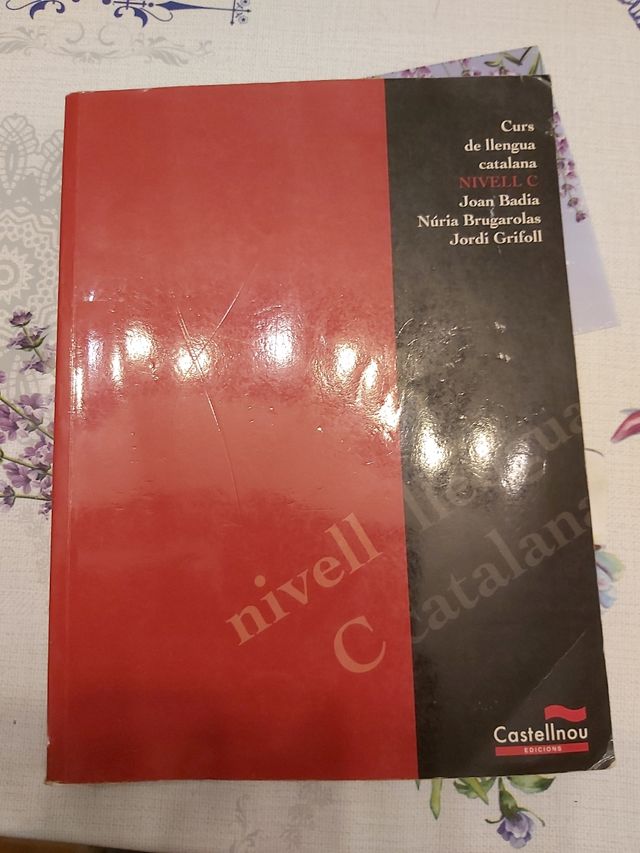 Curs
de llengua
catalana
NIVELL C
Joan Badia
Núria Brugarolas
Jordi Grifoll
nivell llengua
C catalana
Castellnou
EDICIONS